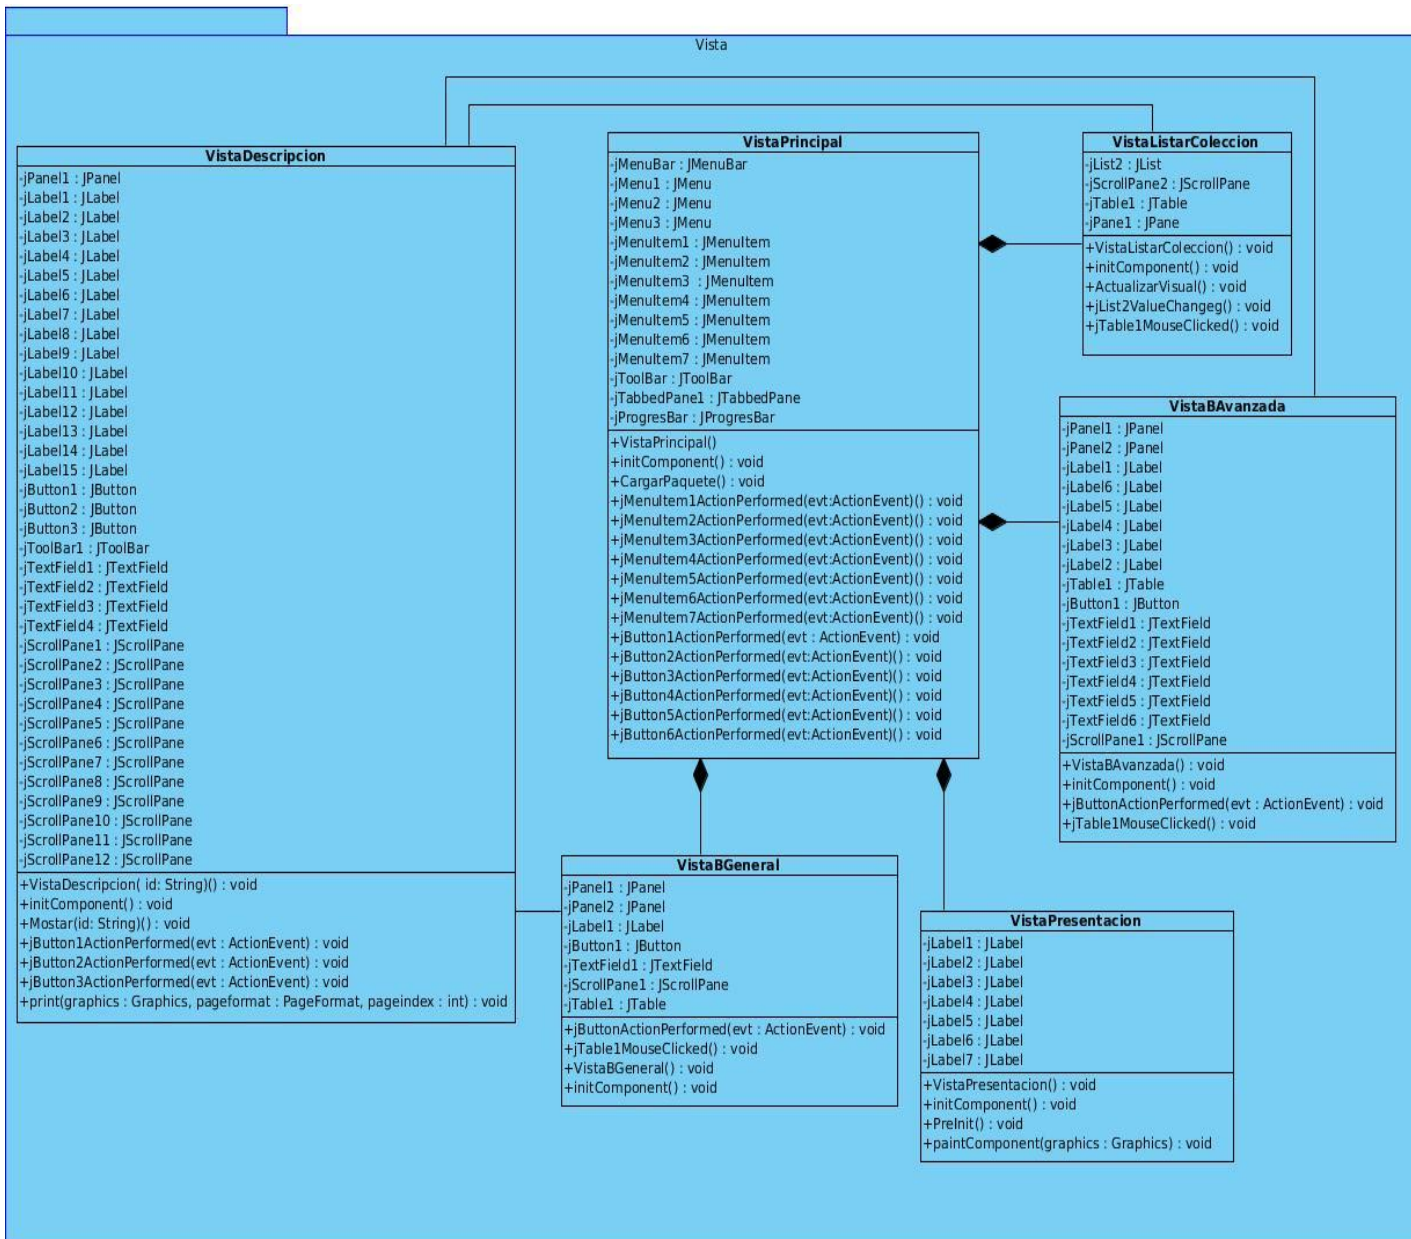 Vista
VistaDescripcion
-jPanel1 : JPanel
-jLabel1 : JLabel
-jLabel2 : JLabel
-jLabel3 : JLabel
-jLabel4 : JLabel
-jLabel5 : JLabel
-jLabel6 : JLabel
-jLabel7 : JLabel
-jLabel8 : JLabel
-jLabel9 : JLabel
-jLabel10 : JLabel
-jLabel11 : JLabel
-jLabel12 : JLabel
-jLabel13 : JLabel
-jLabel14 : JLabel
-jLabel15 : JLabel
-jButton1 : JButton
-jButton2 : JButton
-jButton3 : JButton
-jToolBar1 : JToolBar
-jTextField1 : JTextField
-jTextField2 : JTextField
-jTextField3 : JTextField
-jTextField4 : JTextField
-jScrollPane1 : JScrollPane
-jScrollPane2 : JScrollPane
-jScrollPane3 : JScrollPane
-jScrollPane4 : JScrollPane
-jScrollPane5 : JScrollPane
-jScrollPane6 : JScrollPane
-jScrollPane7 : JScrollPane
-jScrollPane8 : JScrollPane
-jScrollPane9 : JScrollPane
-jScrollPane10 : JScrollPane
-jScrollPane11 : JScrollPane
-jScrollPane12 : JScrollPane
+VistaDescripcion( id: String)() : void
+initComponent() : void
+Mostar(id: String)() : void
+jButton1ActionPerformed(evt : ActionEvent) : void
+jButton2ActionPerformed(evt : ActionEvent) : void
+jButton3ActionPerformed(evt : ActionEvent) : void
+print(graphics : Graphics, pageformat : PageFormat, pageindex : int) : void
VistaPrincipal
-jMenuBar : JMenuBar
-jMenu1 : JMenu
-jMenu2 : JMenu
-jMenu3 : JMenu
-jMenuItem1 : JMenuItem
-jMenuItem2 : JMenuItem
-jMenuItem3  : JMenuItem
-jMenuItem4 : JMenuItem
-jMenuItem5 : JMenuItem
-jMenuItem6 : JMenuItem
-jMenuItem7 : JMenuItem
-jToolBar : JToolBar
-jTabbedPane1 : JTabbedPane
-jProgresBar : JProgresBar
+VistaPrincipal()
+initComponent() : void
+CargarPaquete() : void
+jMenuItem1ActionPerformed(evt:ActionEvent)() : void
+jMenuItem2ActionPerformed(evt:ActionEvent)() : void
+jMenuItem3ActionPerformed(evt:ActionEvent)() : void
+jMenuItem4ActionPerformed(evt:ActionEvent)() : void
+jMenuItem5ActionPerformed(evt:ActionEvent)() : void
+jMenuItem6ActionPerformed(evt:ActionEvent)() : void
+jMenuItem7ActionPerformed(evt:ActionEvent)() : void
+jButton1ActionPerformed(evt : ActionEvent) : void
+jButton2ActionPerformed(evt:ActionEvent)() : void
+jButton3ActionPerformed(evt:ActionEvent)() : void
+jButton4ActionPerformed(evt:ActionEvent)() : void
+jButton5ActionPerformed(evt:ActionEvent)() : void
+jButton6ActionPerformed(evt:ActionEvent)() : void
VistaListarColeccion
-jList2 : JList
-jScrollPane2 : JScrollPane
-jTable1 : JTable
-jPane1 : JPane
+VistaListarColeccion() : void
+initComponent() : void
+ActualizarVisual() : void
+jList2ValueChangeg() : void
+jTable1MouseClicked() : void
VistaBAvanzada
-jPanel1 : JPanel
-jPanel2 : JPanel
-jLabel1 : JLabel
-jLabel6 : JLabel
-jLabel5 : JLabel
-jLabel4 : JLabel
-jLabel3 : JLabel
-jLabel2 : JLabel
-jTable1 : JTable
-jButton1 : JButton
-jTextField1 : JTextField
-jTextField2 : JTextField
-jTextField3 : JTextField
-jTextField4 : JTextField
-jTextField5 : JTextField
-jTextField6 : JTextField
-jScrollPane1 : JScrollPane
+VistaBAvanzada() : void
+initComponent() : void
+jButtonActionPerformed(evt : ActionEvent) : void
+jTable1MouseClicked() : void
VistaBGeneral
-jPanel1 : JPanel
-jPanel2 : JPanel
-jLabel1 : JLabel
-jButton1 : JButton
-jTextField1 : JTextField
-jScrollPane1 : JScrollPane
-jTable1 : JTable
+jButtonActionPerformed(evt : ActionEvent) : void
+jTable1MouseClicked() : void
+VistaBGeneral() : void
+initComponent() : void
VistaPresentacion
-jLabel1 : JLabel
-jLabel2 : JLabel
-jLabel3 : JLabel
-jLabel4 : JLabel
-jLabel5 : JLabel
-jLabel6 : JLabel
-jLabel7 : JLabel
+VistaPresentacion() : void
+initComponent() : void
+PreInit() : void
+paintComponent(graphics : Graphics) : void